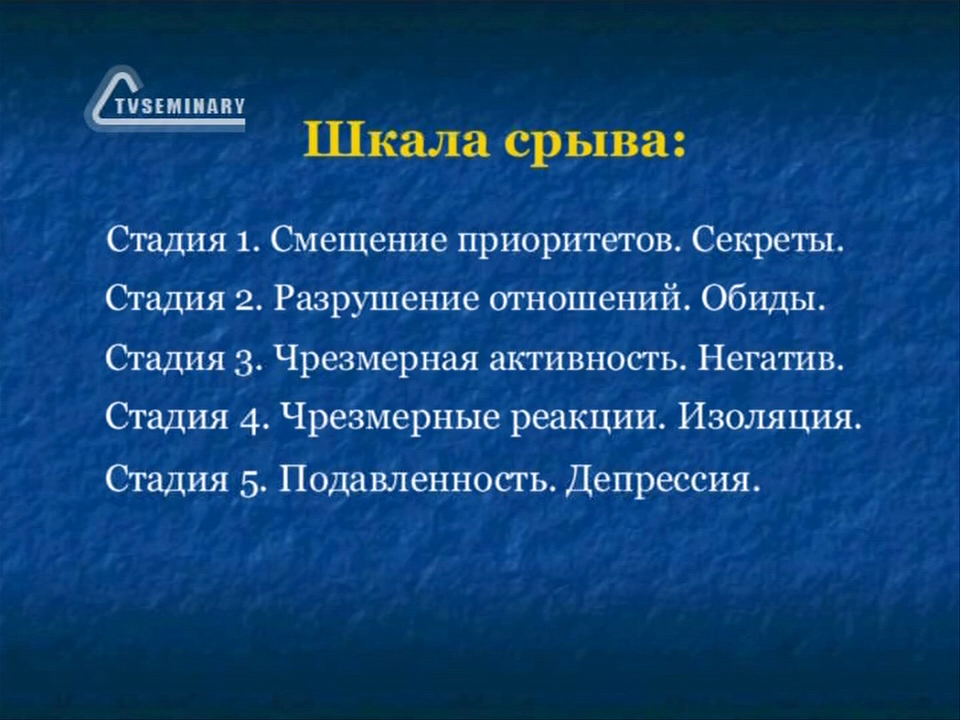 TVSEMINARY
Шкала срыва:
Стадия 1. Смещение приоритетов. Секреты.
Стадия 2. Разрушение отношений. Обиды.
Стадия 3. Чрезмерная активность. Негатив.
Стадия 4. Чрезмерные реакции. Изоляция.
Стадия 5. Подавленность. Депрессия.